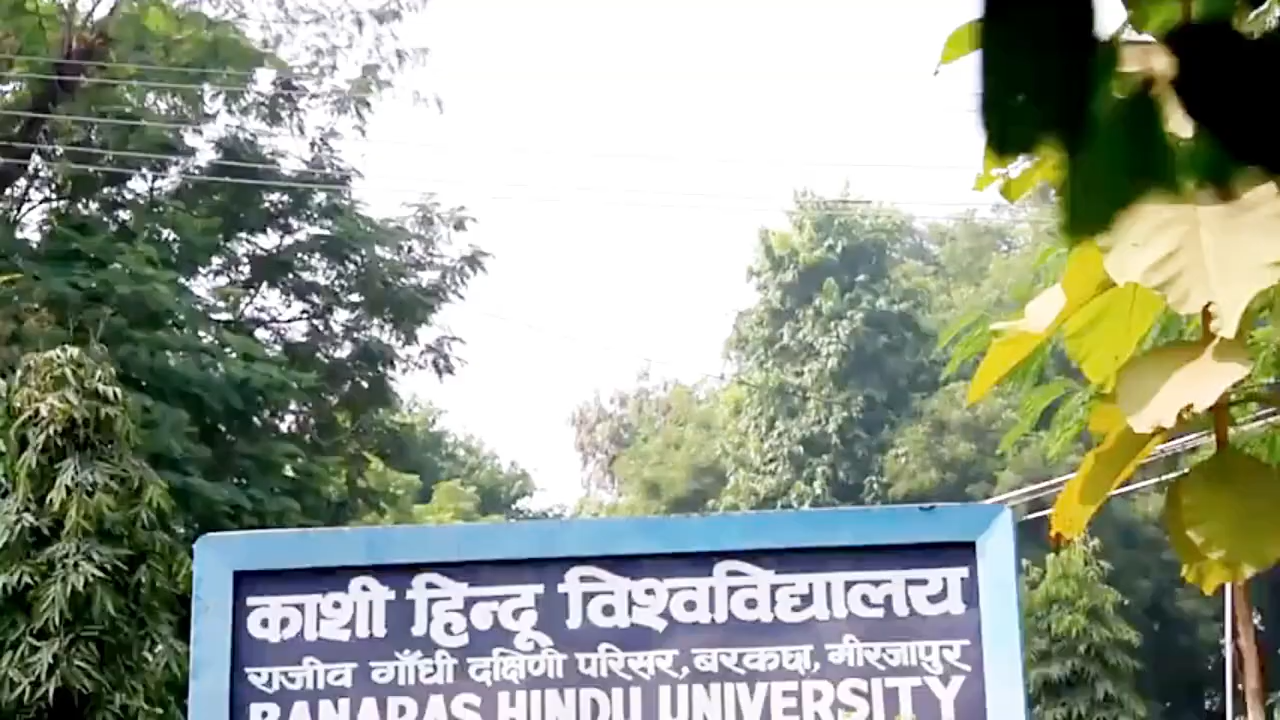 काशी हिन्दू विश्वविद्यालय
राजीव गाँधी दक्षिणी परिसर, बरकछा, मीरजापुर
BANARAS HINDU UNIVERSITY